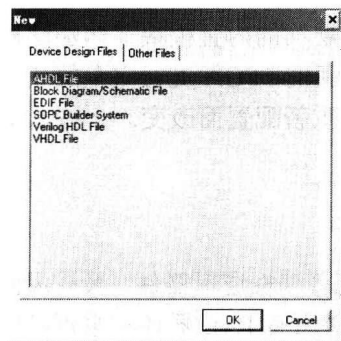 New
Device Design Files
Other Files
AHDL File
Block Diagram/Schematic File
EDIF File
SOPC Builder System
Verilog HDL File
VHDL File
OK
Cancel